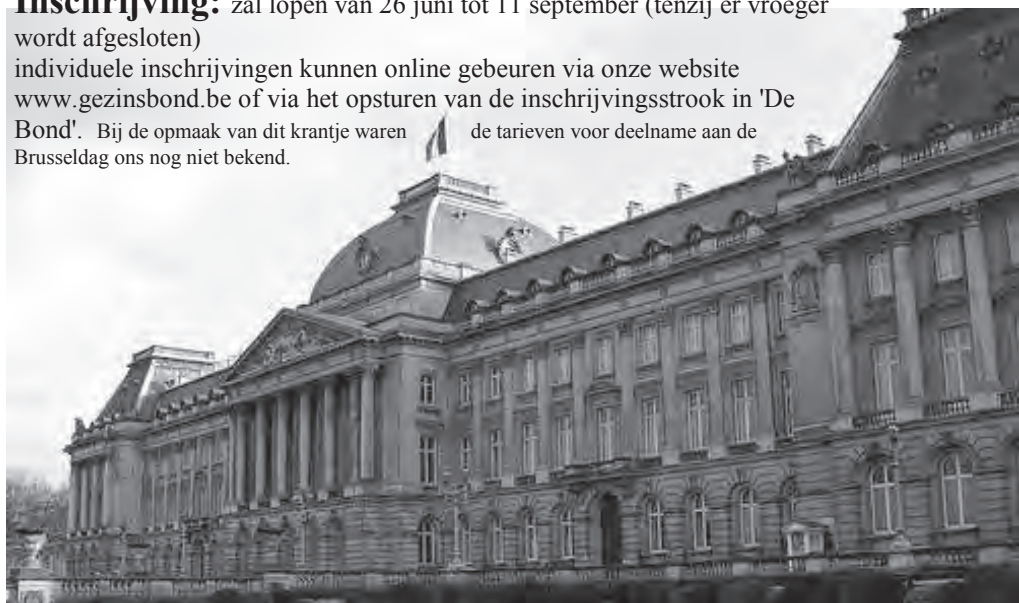 Inschrijving: zal lopen van 26 juni tot 11 september (tenzij er vroeger
wordt afgesloten)
individuele inschrijvingen kunnen online gebeuren via onze website
www.gezinsbond.be of via het opsturen van de inschrijvingsstrook in 'De
Bond'. Bij de opmaak van dit krantje waren de tarieven voor deelname aan de
Brusseldag ons nog niet bekend.